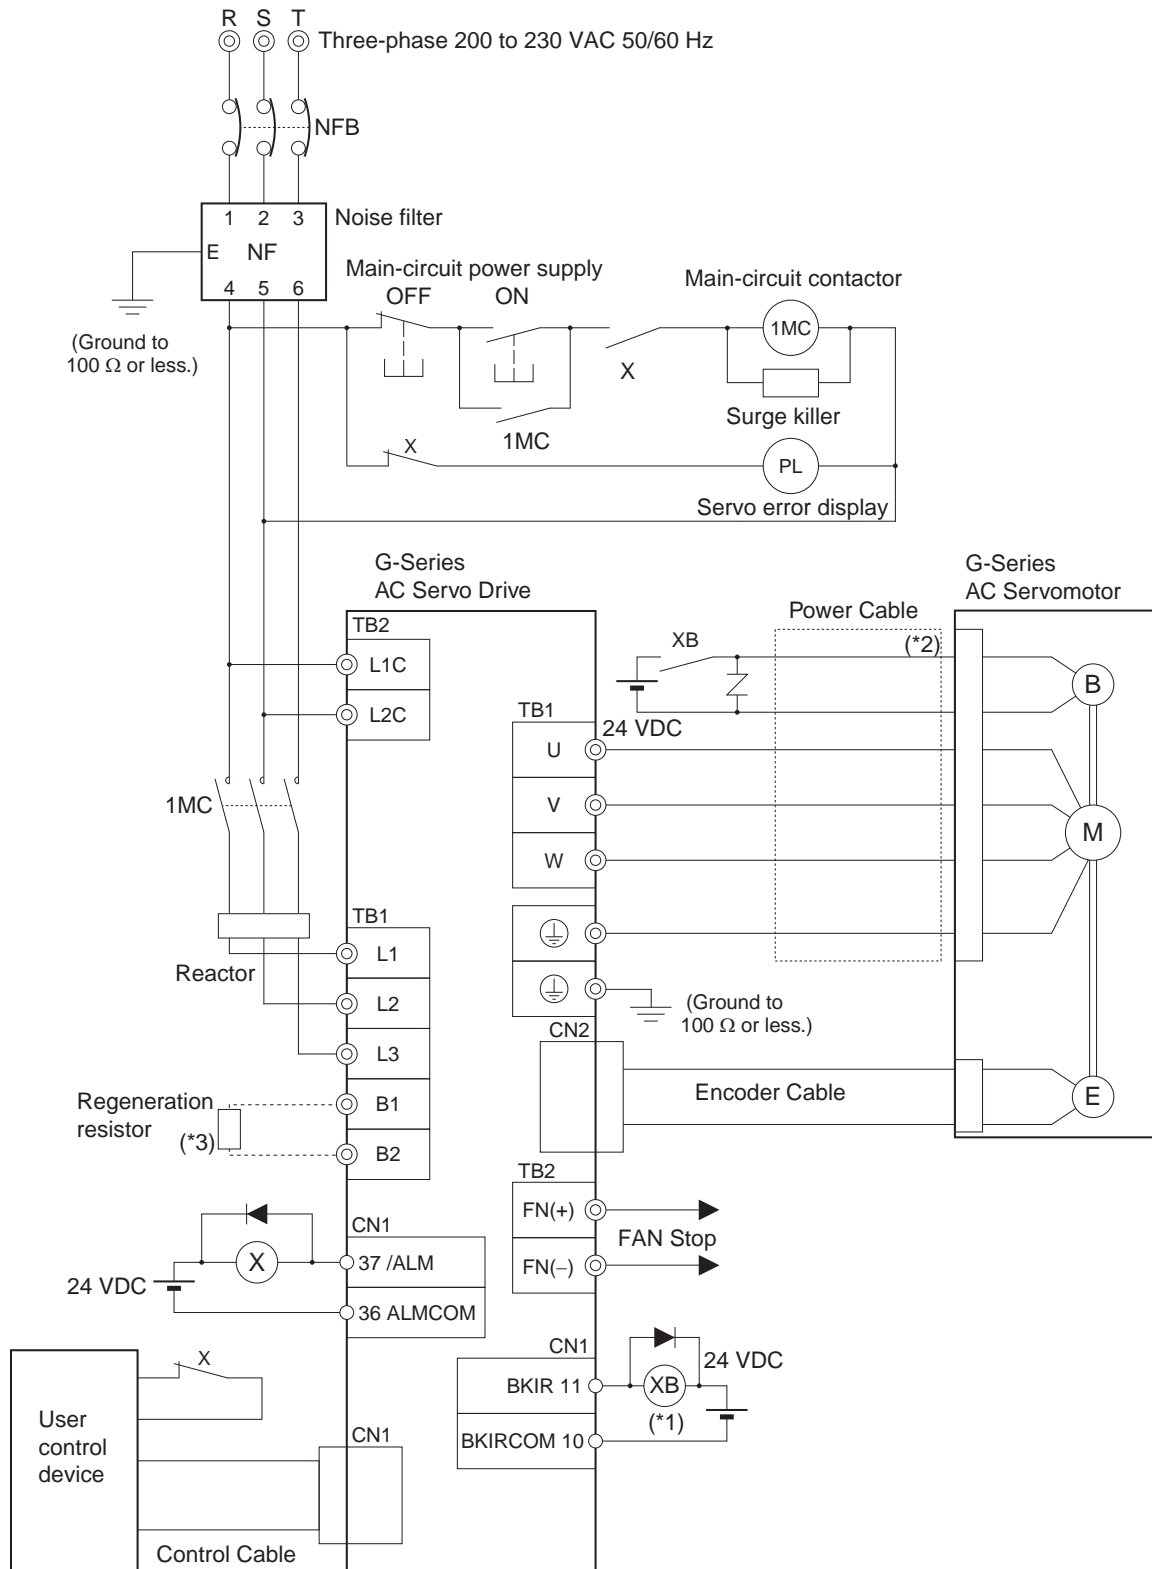 R S T
Three-phase 200 to 230 VAC 50/60 Hz
NFB
1 2 3
Noise filter
E NF
4 5 6
(Ground to
100 Ω or less.)
Main-circuit power supply
OFF ON
Main-circuit contactor
1MC
X
Surge killer
1MC
X
PL
Servo error display
G-Series
AC Servo Drive
G-Series
AC Servomotor
TB2
L1C
L2C
Power Cable
(*2)
XB
24 VDC
B
TB1
U
V
W
M
1MC
Reactor
TB1
L1
L2
L3
B1
B2
(Ground to
100 Ω or less.)
CN2
Encoder Cable
E
Regeneration
resistor
(*3)
TB2
FN(+)
FAN Stop
FN(−)
CN1
X
37 /ALM
24 VDC
36 ALMCOM
CN1
24 VDC
BKIR 11
XB
(*1)
BKIRCOM 10
X
User
control
device
CN1
Control Cable